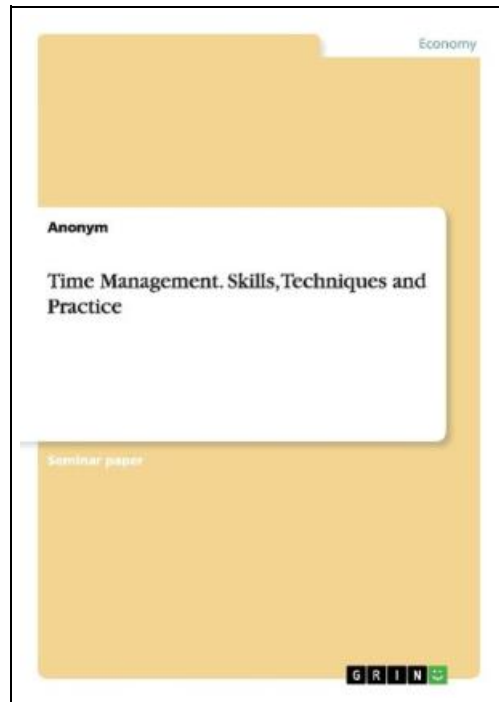 Economy
Anonym
Time Management. Skills,Techniques and
Practice
Seminar paper
GRIN